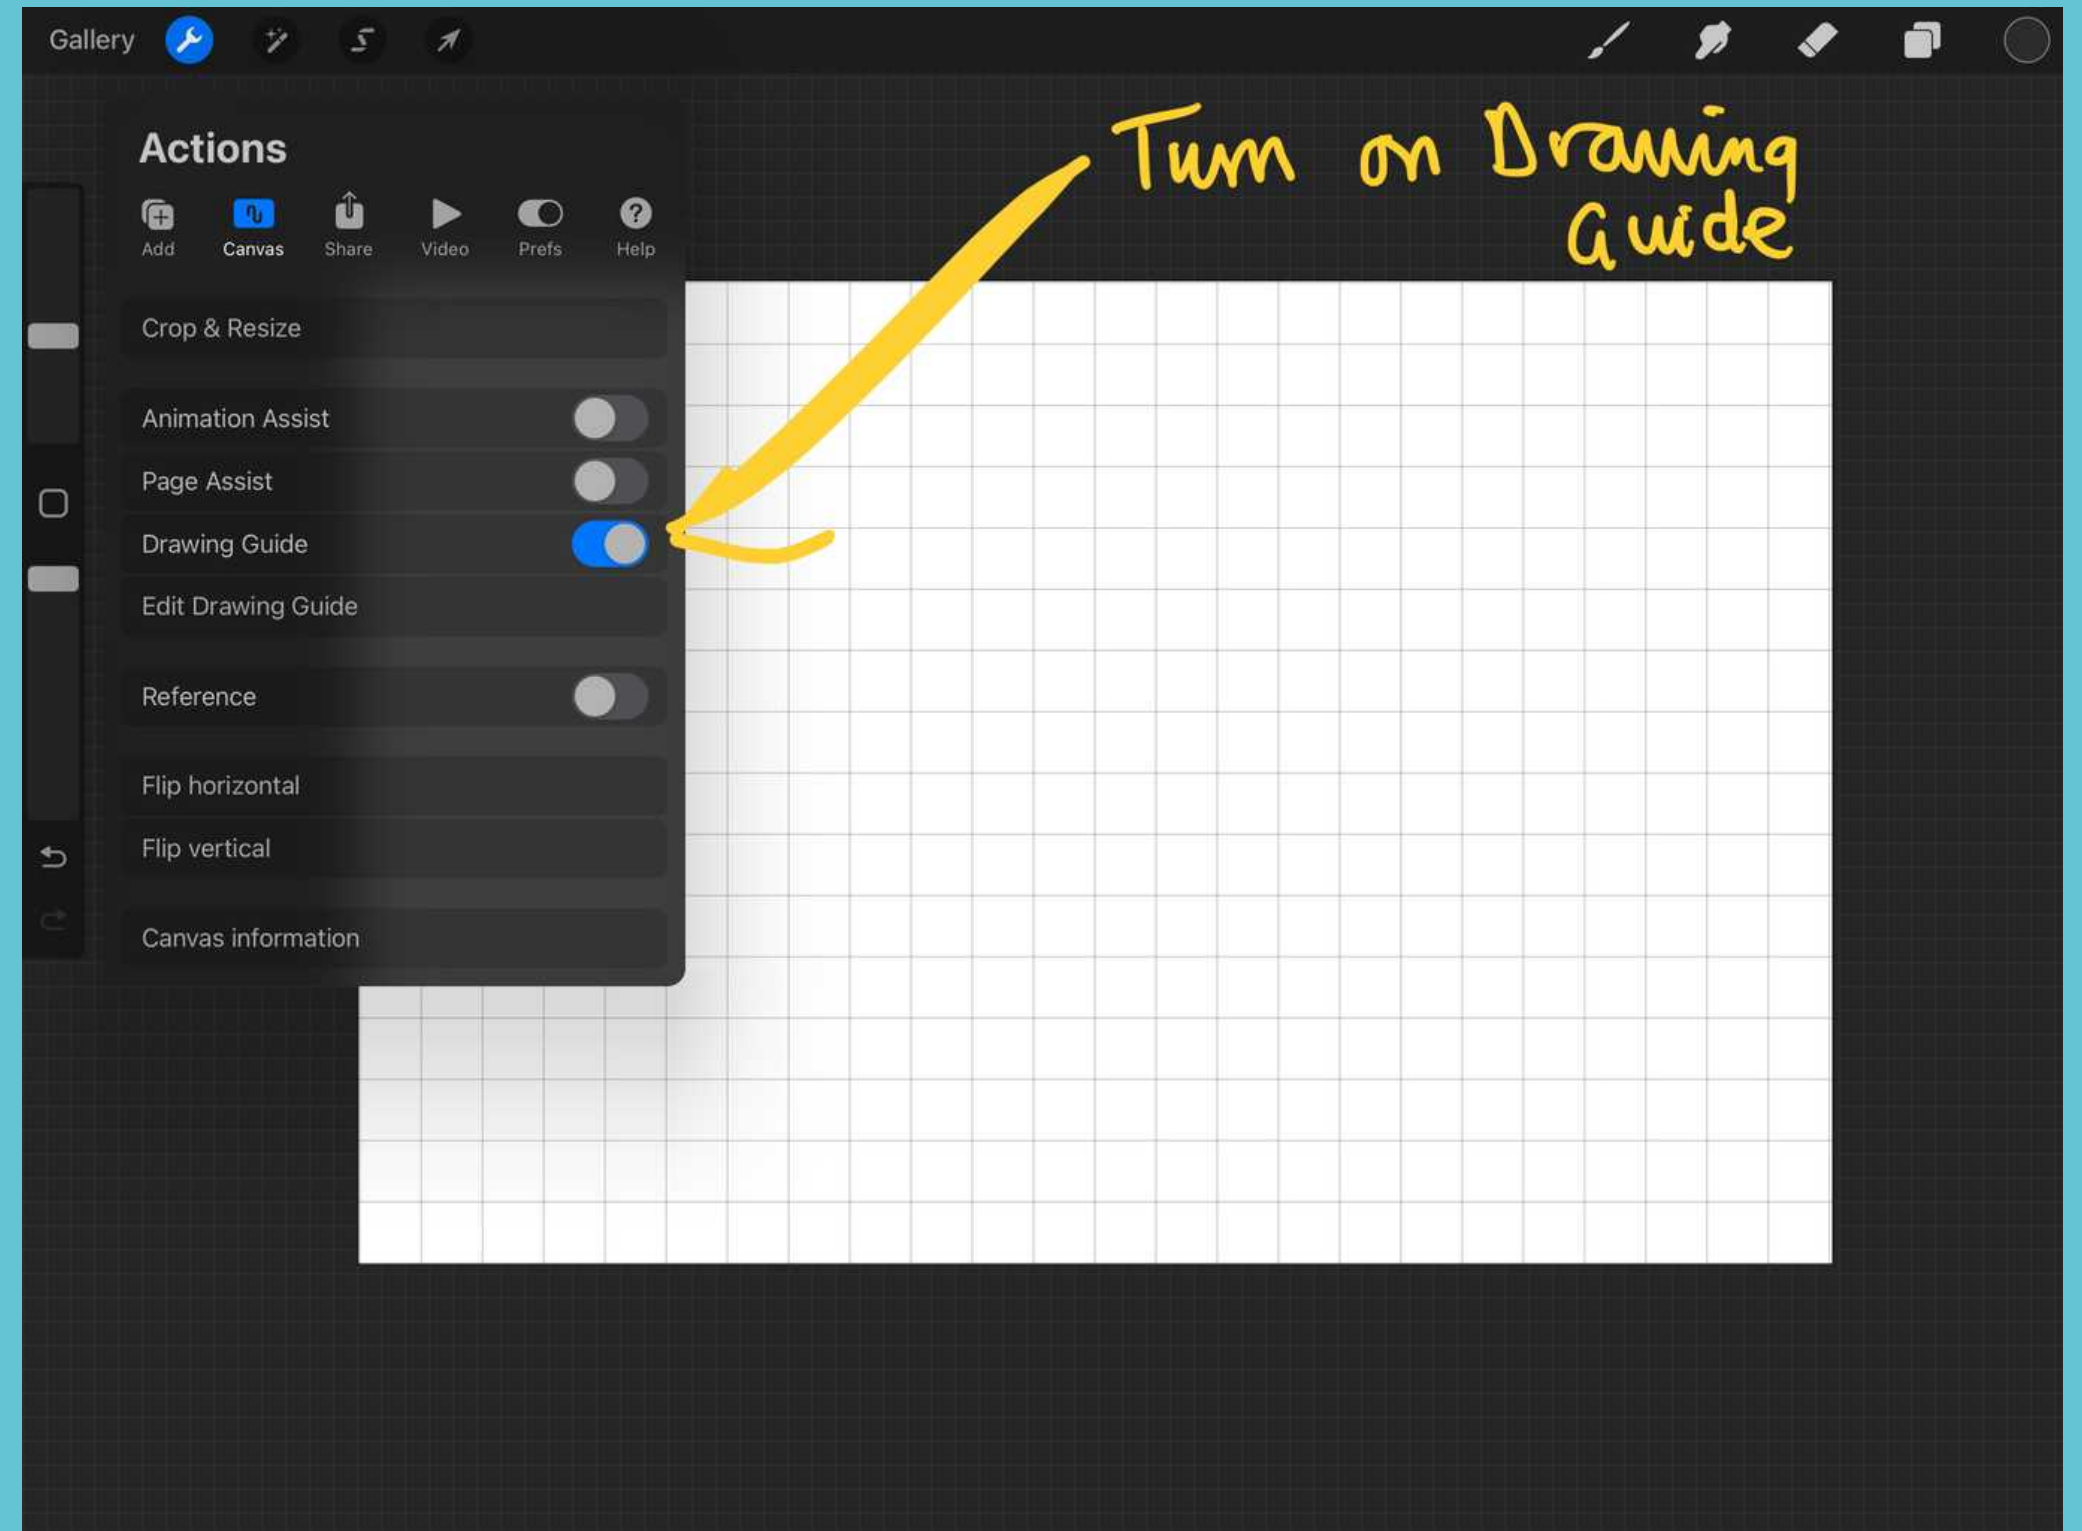 Gallery
Actions
Add Canvas Share Video Prefs Help
Crop & Resize
Animation Assist
Page Assist
Drawing Guide
Edit Drawing Guide
Reference
Flip horizontal
Flip vertical
Canvas information
Turn on Drawing
Guide